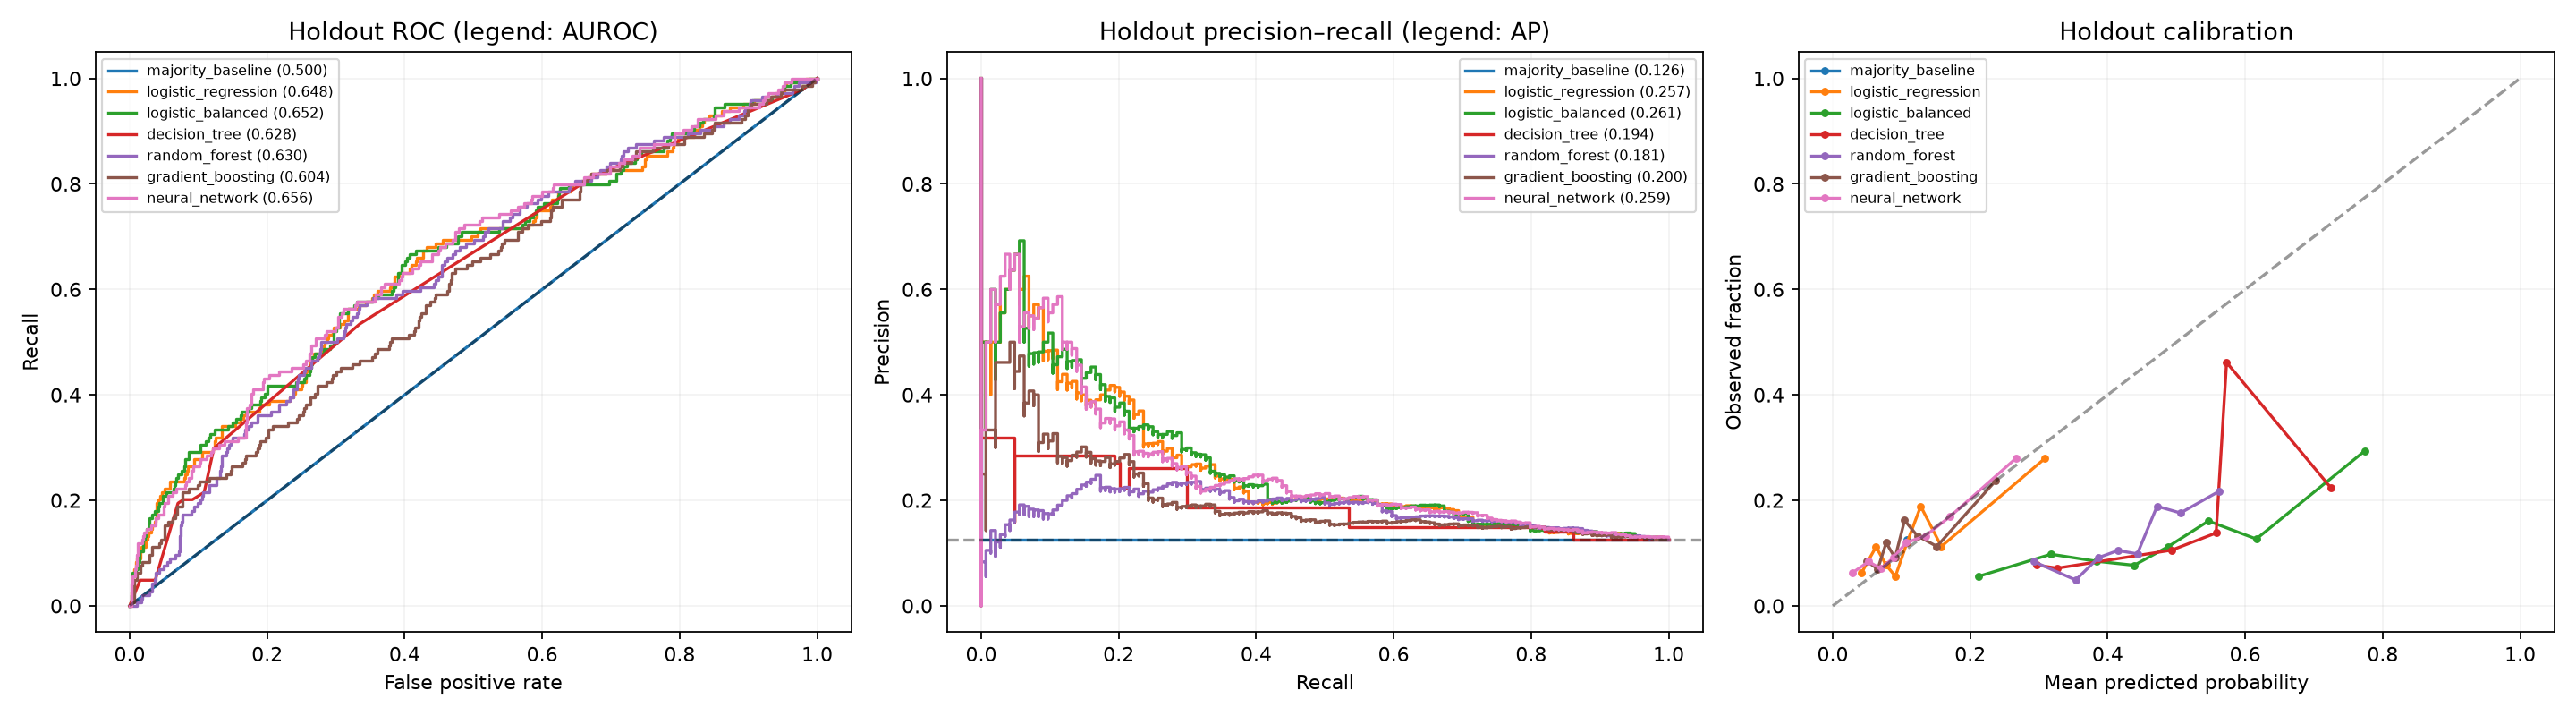 Holdout ROC (legend: AUROC)
majority_baseline (0.500)
logistic_regression (0.648)
logistic_balanced (0.652)
decision_tree (0.628)
random_forest (0.630)
gradient_boosting (0.604)
neural_network (0.656)
1.0
0.8
0.6
0.4
0.2
0.0
Recall
0.0 0.2 0.4 0.6 0.8 1.0
False positive rate
Holdout precision–recall (legend: AP)
majority_baseline (0.126)
logistic_regression (0.257)
logistic_balanced (0.261)
decision_tree (0.194)
random_forest (0.181)
gradient_boosting (0.200)
neural_network (0.259)
1.0
0.8
0.6
0.4
0.2
0.0
Precision
0.0 0.2 0.4 0.6 0.8 1.0
Recall
Holdout calibration
majority_baseline
logistic_regression
logistic_balanced
decision_tree
random_forest
gradient_boosting
neural_network
1.0
0.8
0.6
0.4
0.2
0.0
Observed fraction
0.0 0.2 0.4 0.6 0.8 1.0
Mean predicted probability